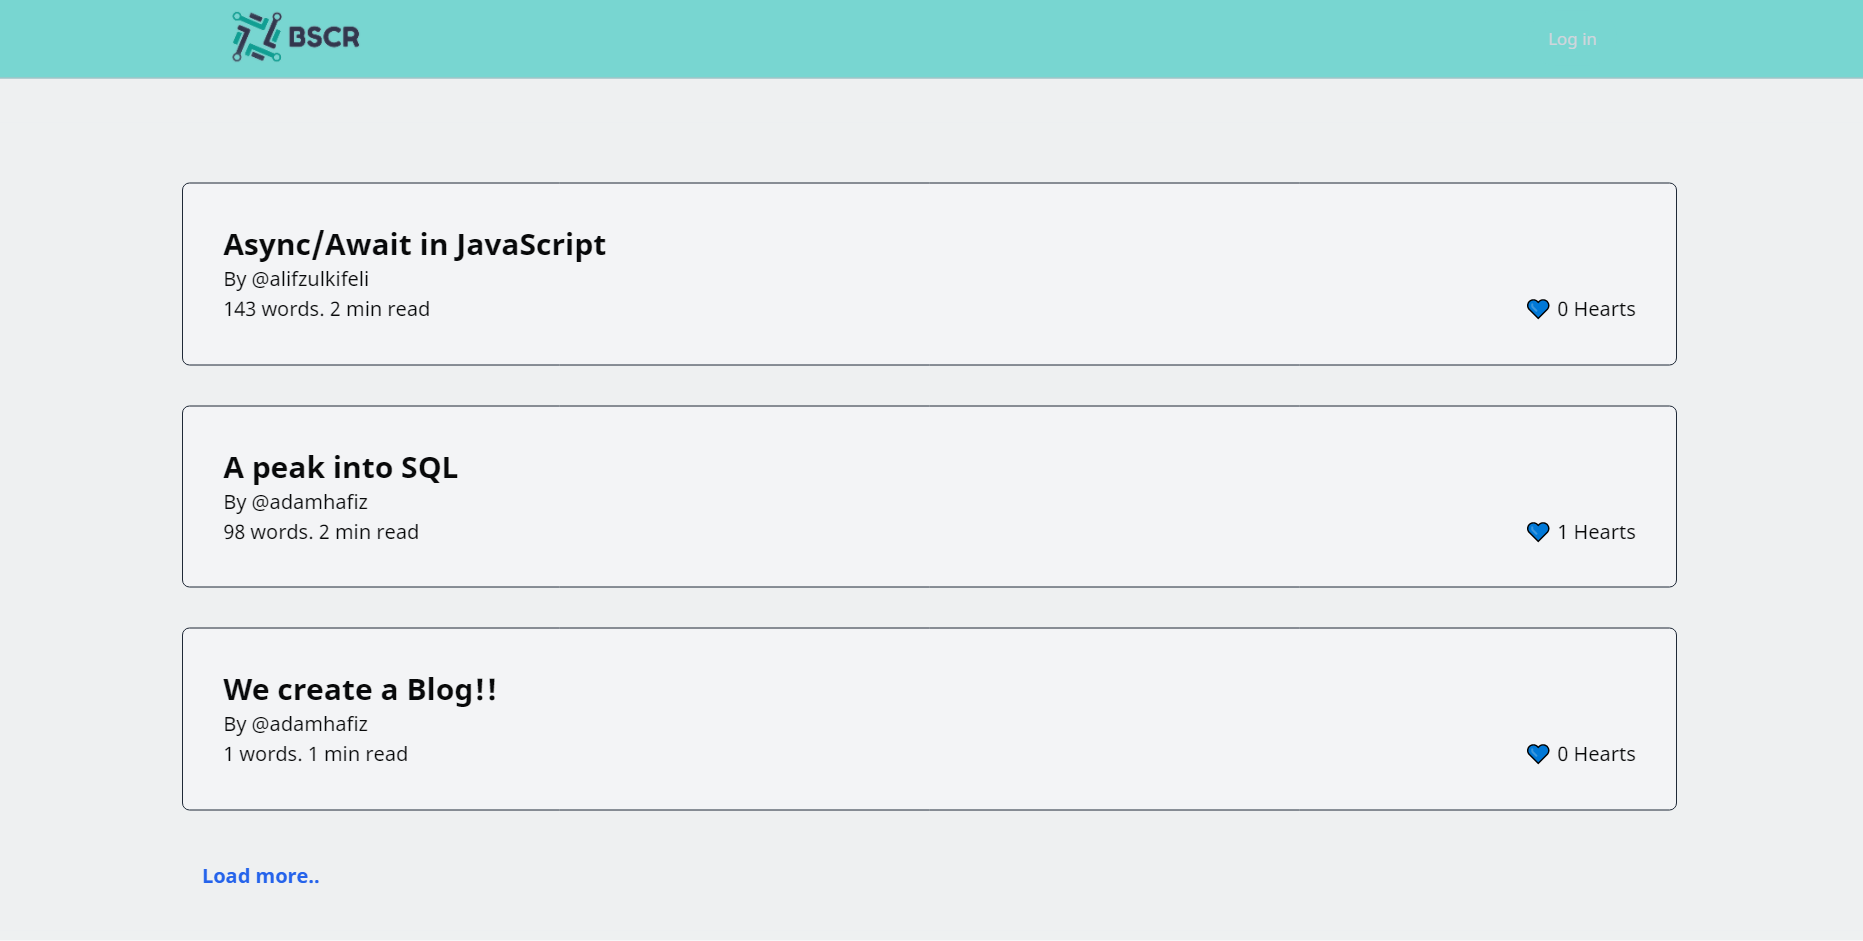 BSCR
Log in
Async/Await in JavaScript
By @alifzulkifeli
143 words. 2 min read
0 Hearts
A peak into SQL
By @adamhafiz
98 words. 2 min read
1 Hearts
We create a Blog!!
By @adamhafiz
1 words. 1 min read
0 Hearts
Load more..